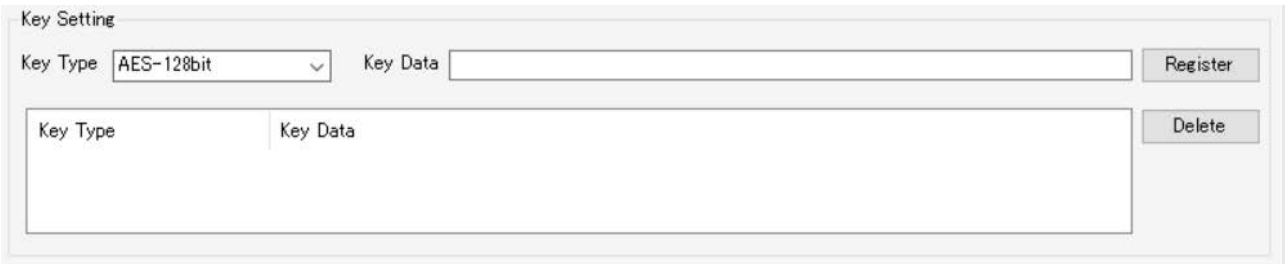 Key Setting
Key Type AES-128bit Key Data Register
Key Type Key Data Delete